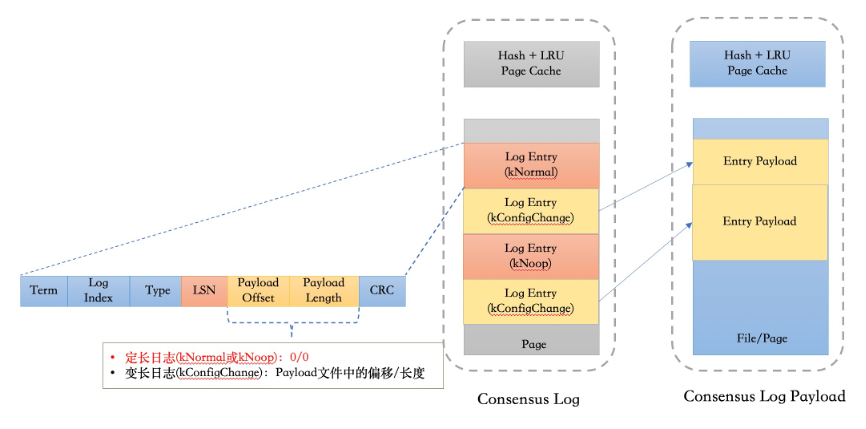 Hash + LRU
Page Cache
Hash + LRU
Page Cache
Log Entry
(kNormal)
Log Entry
(kConfigChange)
Log Entry
(kNoop)
Log Entry
(kConfigChange)
Page
Entry Payload
Entry Payload
File/Page
Term
Log
Index
Type
LSN
Payload
Offset
Payload
Length
CRC
• 定长日志(kNormal或kNoop)：0/0
• 变长日志(kConfigChange)：Payload文件中的偏移/长度
Consensus Log
Consensus Log Payload